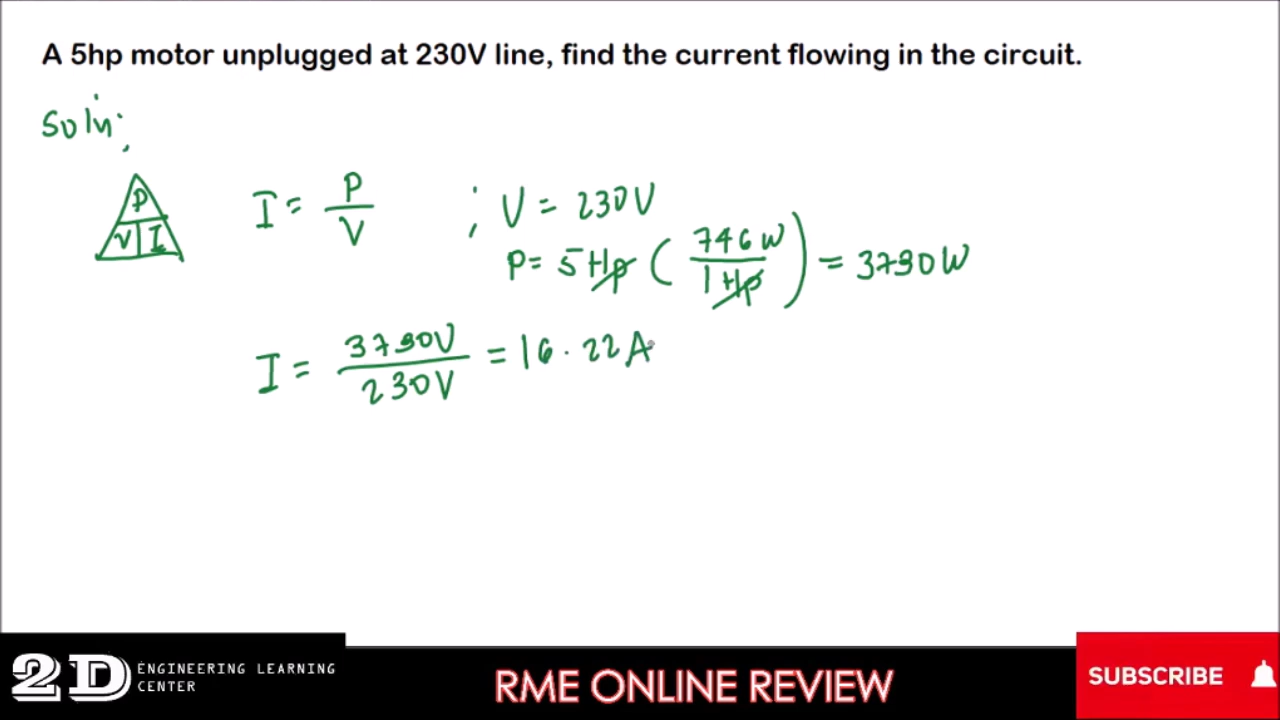 A 5hp motor unplugged at 230V line, find the current flowing in the circuit.
Soln;
P
V I
I = P/V ; V = 230V
P = 5Hp (746W/1Hp) = 3730W
I = 3730V/230V = 16.22A
2D ENGINEERING LEARNING CENTER
RME ONLINE REVIEW
SUBSCRIBE